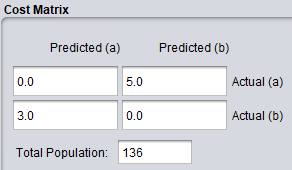 Cost Matrix
Predicted (a) Predicted (b)
0.0 5.0 Actual (a)
3.0 0.0 Actual (b)
Total Population: 136